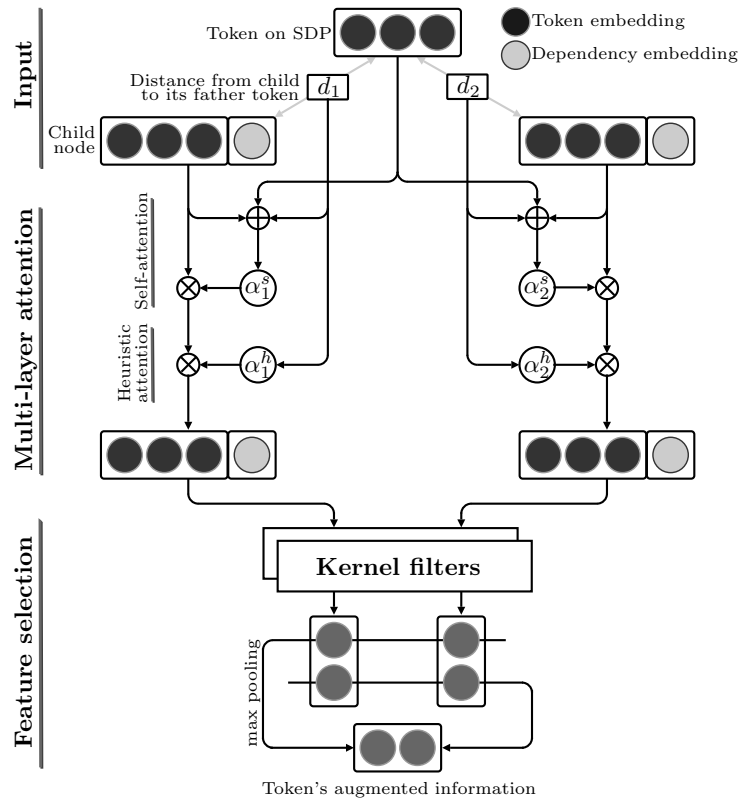 Token on SDP
Token embedding
Dependency embedding
Input
Distance from child
to its father token
d₁
d₂
Child
node
Multi-layer attention
Self-attention
α₁ˢ
α₂ˢ
Heuristic
attention
α₁ʰ
α₂ʰ
Feature selection
Kernel filters
max pooling
Token's augmented information